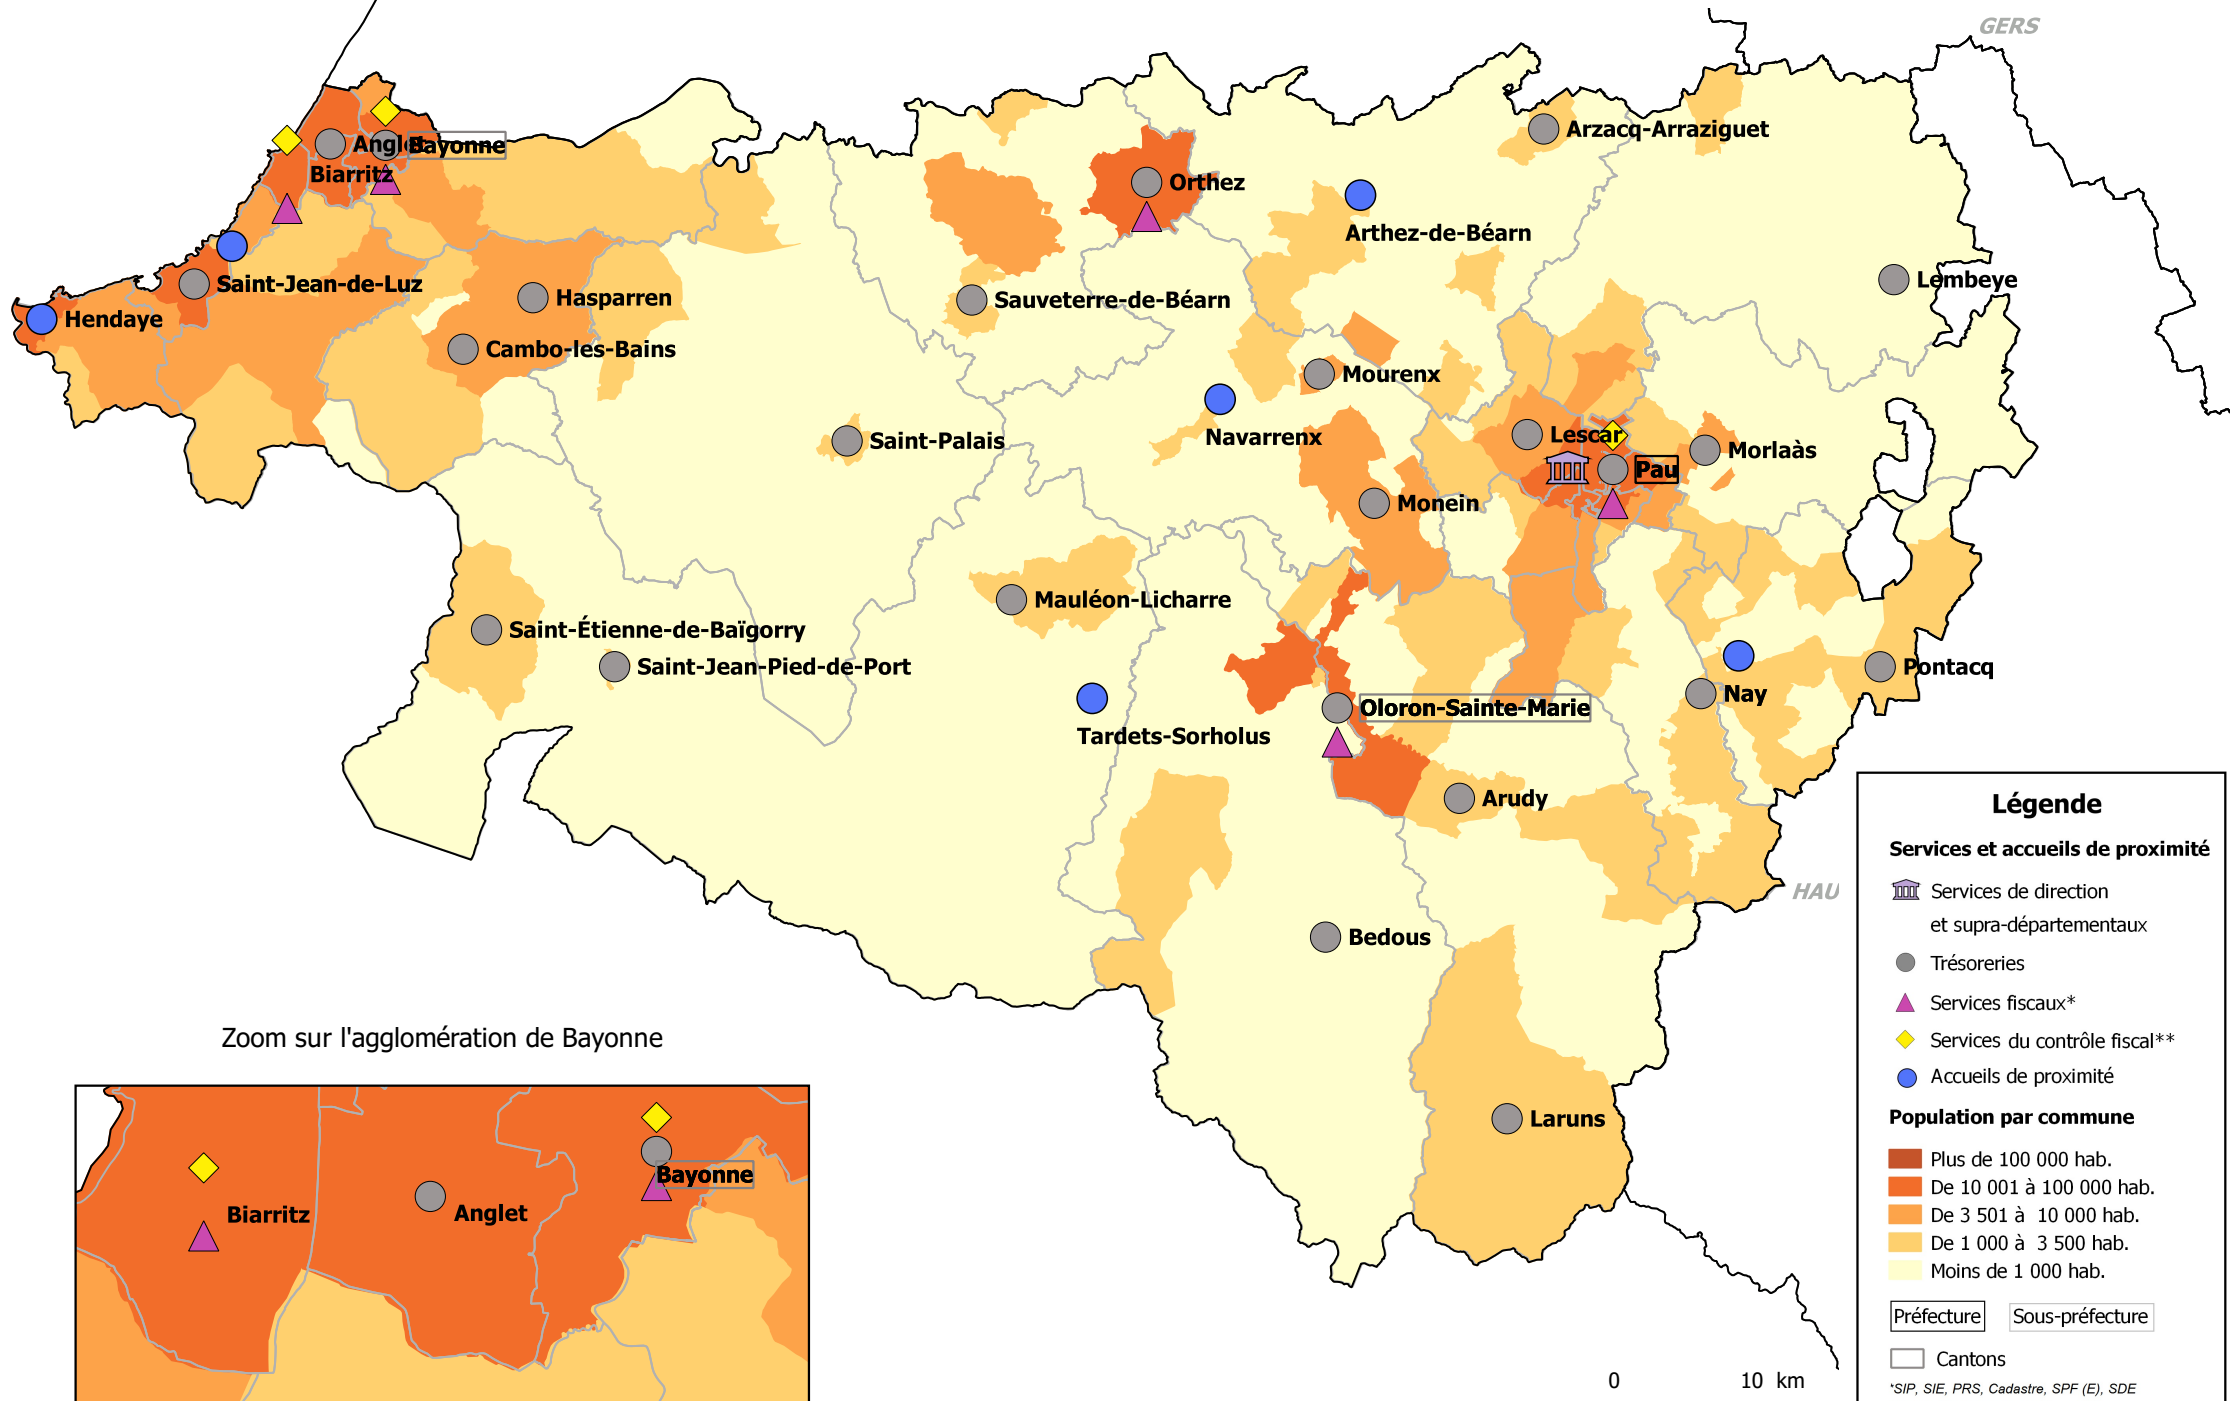 GERS
Arzacq-Arraziguet
Anglet
Bayonne
Biarritz
Orthez
Arthez-de-Béarn
Saint-Jean-de-Luz
Lembeye
Hasparren
Sauveterre-de-Béarn
Hendaye
Cambo-les-Bains
Mourenx
Saint-Palais
Navarrenx
Lescar
Morlaàs
Pau
Monein
Mauléon-Licharre
Saint-Étienne-de-Baïgorry
Saint-Jean-Pied-de-Port
Pontacq
Nay
Oloron-Sainte-Marie
Tardets-Sorholus
Arudy
HAU
Bedous
Laruns
Zoom sur l'agglomération de Bayonne
Bayonne
Biarritz
Anglet
0 10 km
Légende
Services et accueils de proximité
Services de direction
et supra-départementaux
Trésoreries
Services fiscaux*
Services du contrôle fiscal**
Accueils de proximité
Population par commune
Plus de 100 000 hab.
De 10 001 à 100 000 hab.
De 3 501 à 10 000 hab.
De 1 000 à 3 500 hab.
Moins de 1 000 hab.
Préfecture Sous-préfecture
Cantons
*SIP, SIE, PRS, Cadastre, SPF (E), SDE